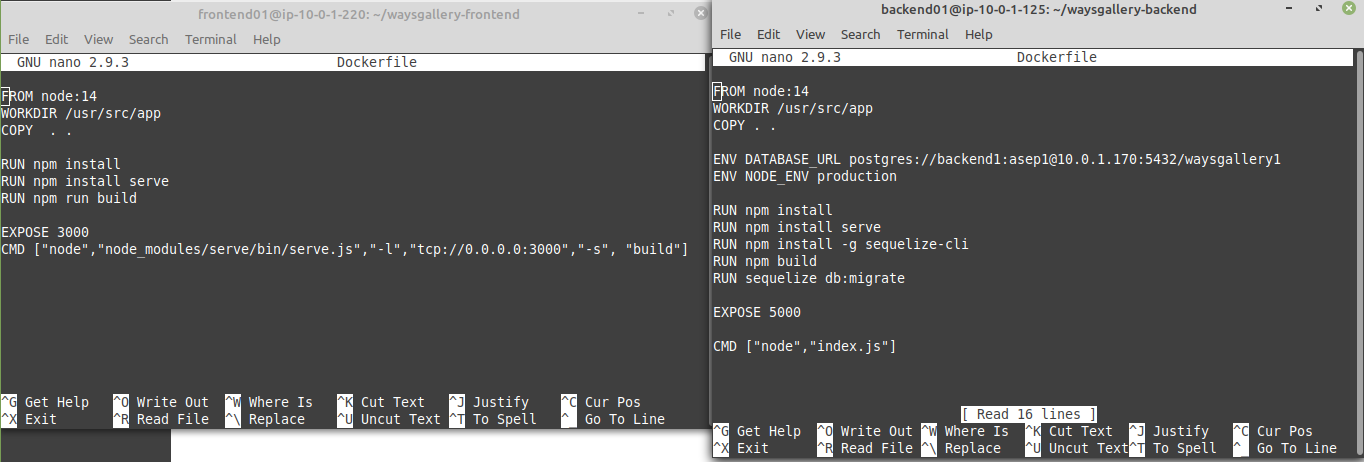 frontend01@ip-10-0-1-220: ~/waysgallery-frontend
File Edit View Search Terminal Help
GNU nano 2.9.3 Dockerfile
FROM node:14
WORKDIR /usr/src/app
COPY  . .
RUN npm install
RUN npm install serve
RUN npm run build
EXPOSE 3000
CMD ["node","node_modules/serve/bin/serve.js","-l","tcp://0.0.0.0:3000","-s", "build"]
^G Get Help ^O Write Out ^W Where Is ^K Cut Text ^J Justify ^C Cur Pos
^X Exit ^R Read File ^\ Replace ^U Uncut Text ^T To Spell ^_ Go To Line
backend01@ip-10-0-1-125: ~/waysgallery-backend
File Edit View Search Terminal Help
GNU nano 2.9.3 Dockerfile
FROM node:14
WORKDIR /usr/src/app
COPY . .
ENV DATABASE_URL postgres://backend1:asep1@10.0.1.170:5432/waysgallery1
ENV NODE_ENV production
RUN npm install
RUN npm install serve
RUN npm install -g sequelize-cli
RUN npm build
RUN sequelize db:migrate
EXPOSE 5000
CMD ["node","index.js"]
[ Read 16 lines ]
^G Get Help ^O Write Out ^W Where Is ^K Cut Text ^J Justify ^C Cur Pos
^X Exit ^R Read File ^\ Replace ^U Uncut Text ^T To Spell ^_ Go To Line